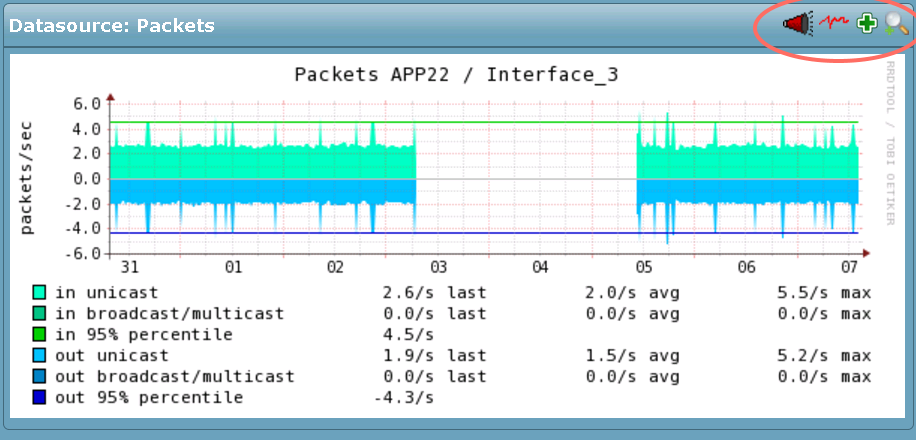 Datasource: Packets
Packets APP22 / Interface_3
RRDTOOL / TOBI OETIKER
packets/sec
6.0
4.0
2.0
0.0
-2.0
-4.0
-6.0
31 01 02 03 04 05 06 07
in unicast 2.6/s last 2.0/s avg 5.5/s max
in broadcast/multicast 0.0/s last 0.0/s avg 0.0/s max
in 95% percentile 4.5/s
out unicast 1.9/s last 1.5/s avg 5.2/s max
out broadcast/multicast 0.0/s last 0.0/s avg 0.0/s max
out 95% percentile -4.3/s